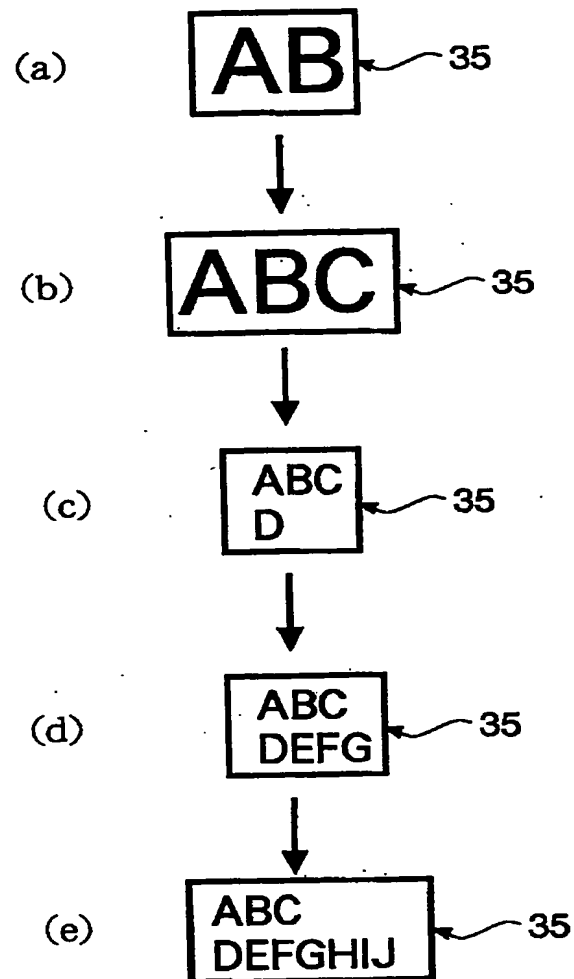 (a) AB 35
(b) ABC 35
(c) ABC
D 35
(d) ABC
DEFG 35
(e) ABC
DEFGHIJ 35